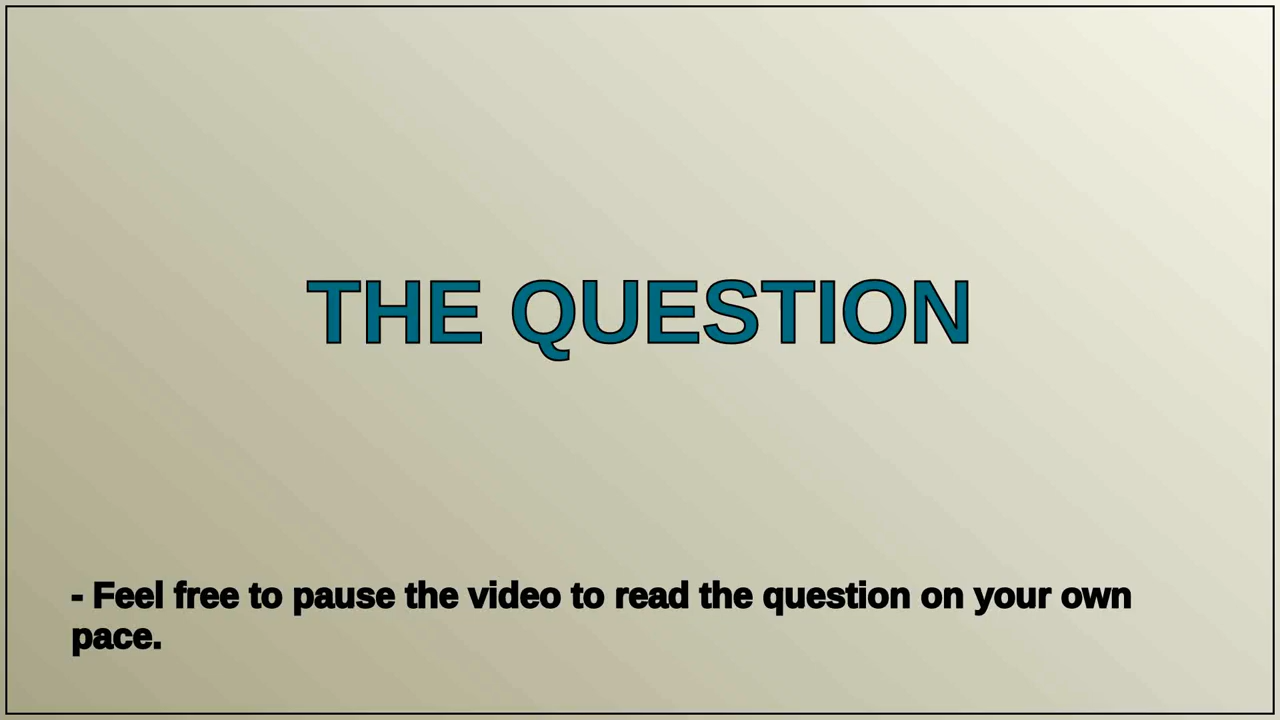 THE QUESTION
- Feel free to pause the video to read the question on your own
pace.